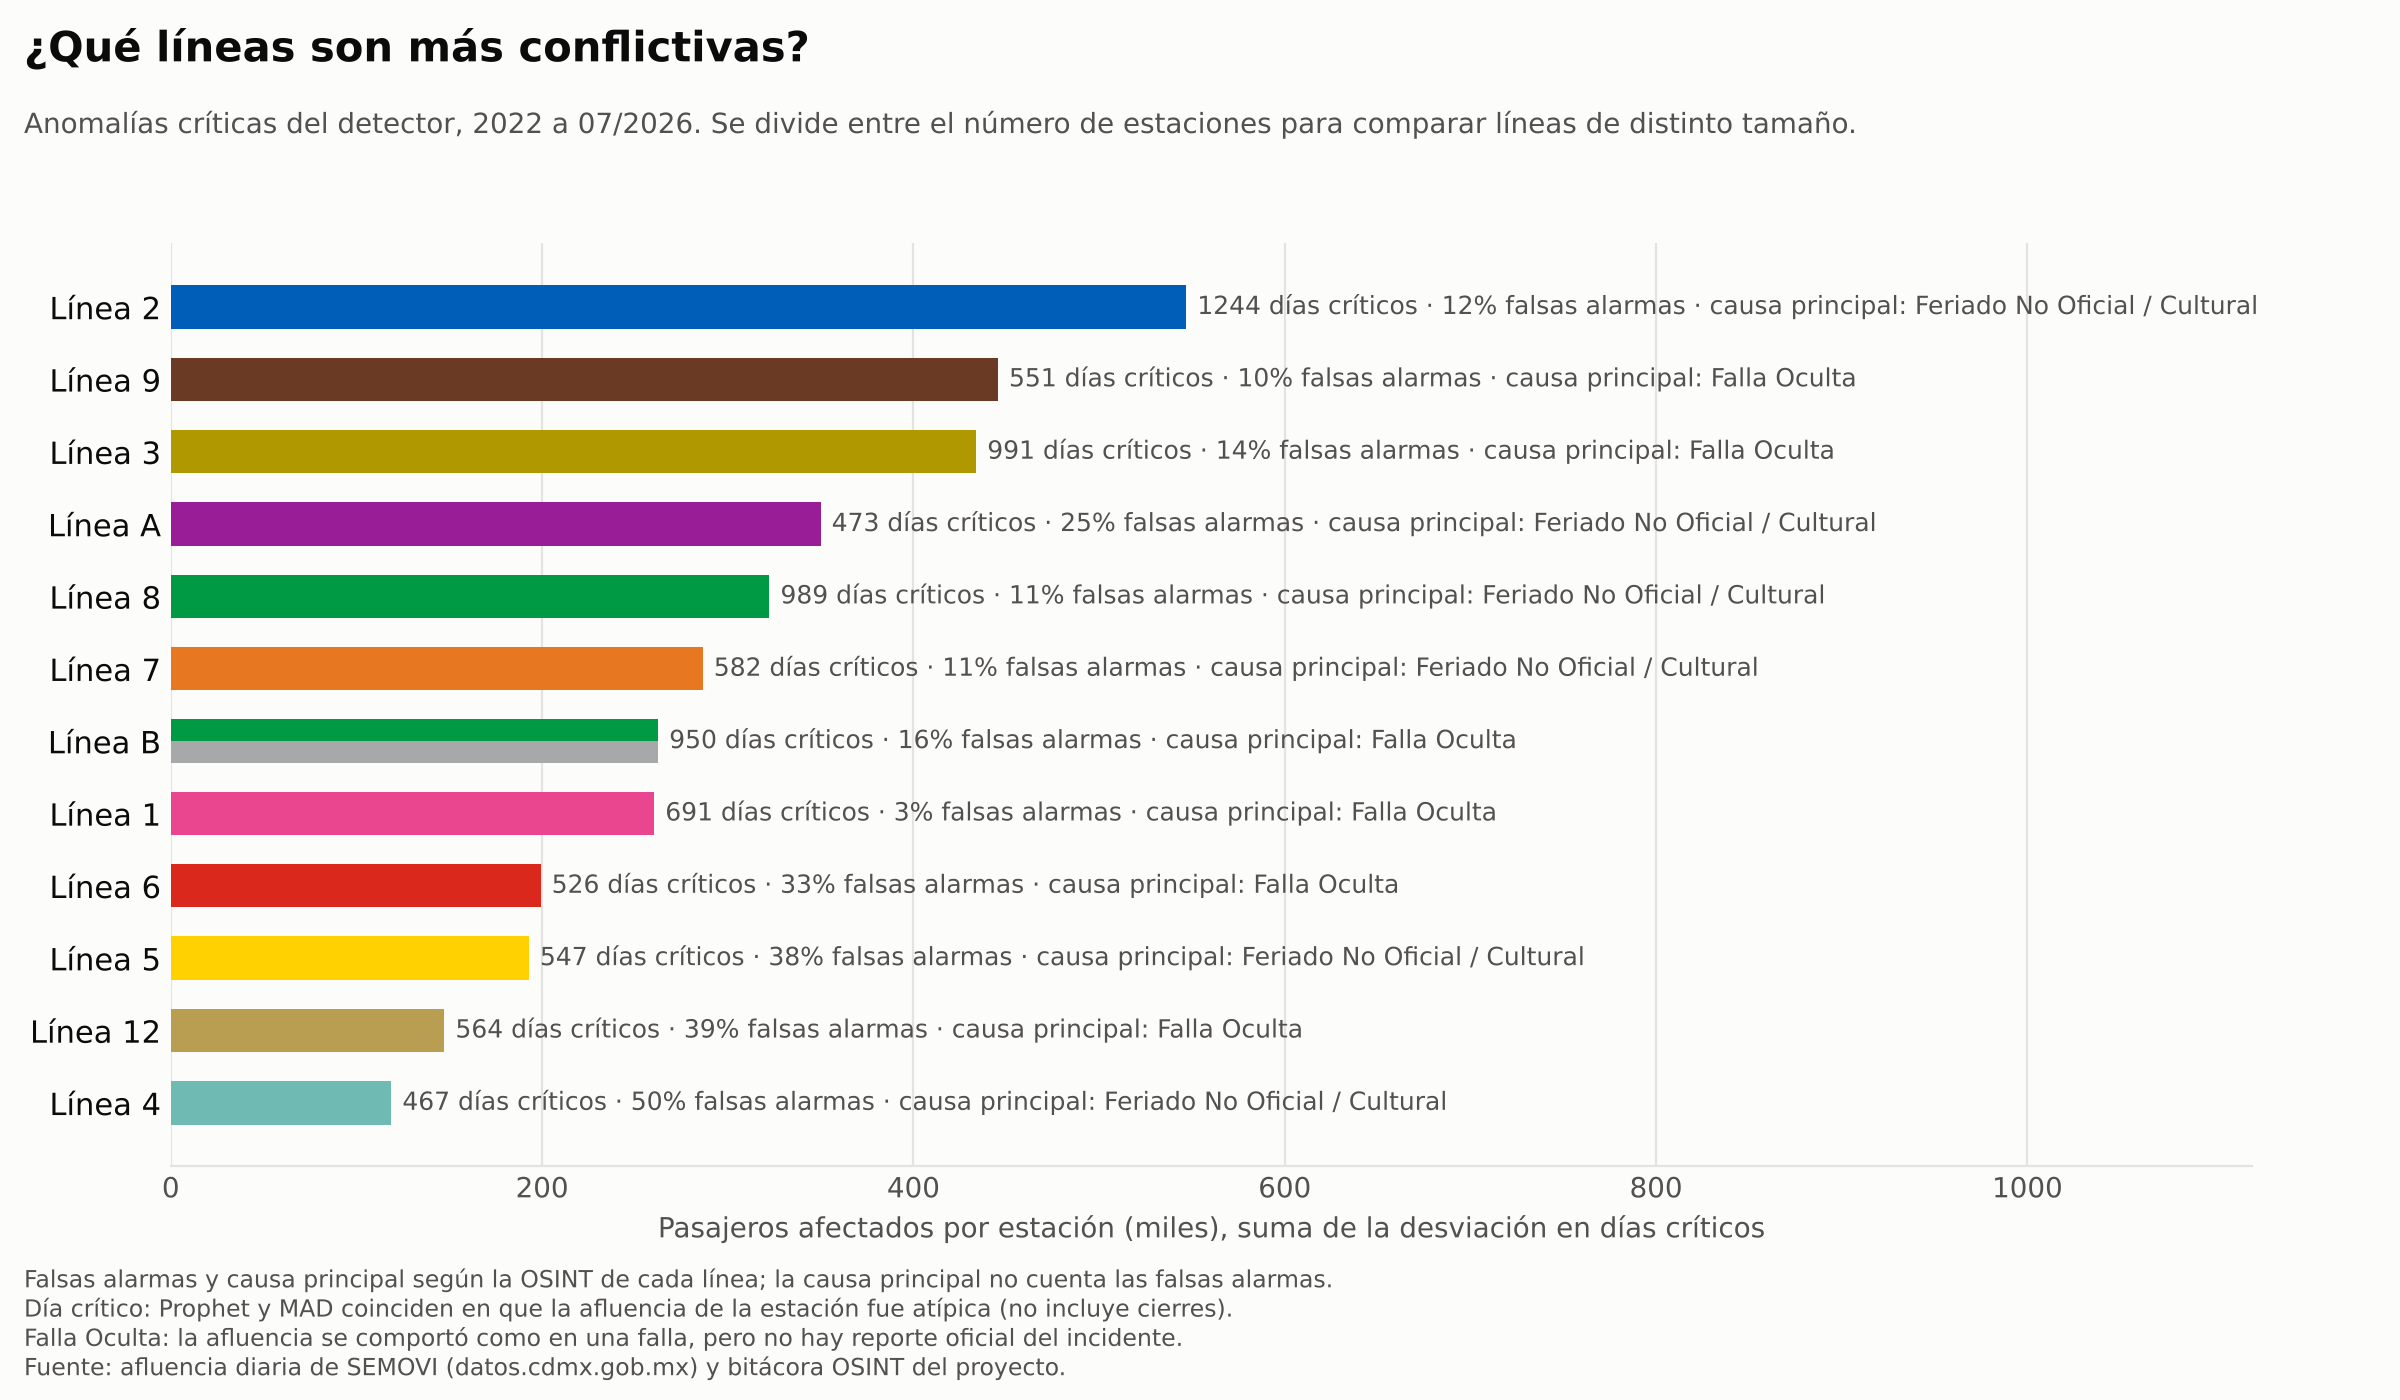 ¿Qué líneas son más conflictivas?
Anomalías críticas del detector, 2022 a 07/2026. Se divide entre el número de estaciones para comparar líneas de distinto tamaño.
Línea 2 1244 días críticos · 12% falsas alarmas · causa principal: Feriado No Oficial / Cultural
Línea 9 551 días críticos · 10% falsas alarmas · causa principal: Falla Oculta
Línea 3 991 días críticos · 14% falsas alarmas · causa principal: Falla Oculta
Línea A 473 días críticos · 25% falsas alarmas · causa principal: Feriado No Oficial / Cultural
Línea 8 989 días críticos · 11% falsas alarmas · causa principal: Feriado No Oficial / Cultural
Línea 7 582 días críticos · 11% falsas alarmas · causa principal: Feriado No Oficial / Cultural
Línea B 950 días críticos · 16% falsas alarmas · causa principal: Falla Oculta
Línea 1 691 días críticos · 3% falsas alarmas · causa principal: Falla Oculta
Línea 6 526 días críticos · 33% falsas alarmas · causa principal: Falla Oculta
Línea 5 547 días críticos · 38% falsas alarmas · causa principal: Feriado No Oficial / Cultural
Línea 12 564 días críticos · 39% falsas alarmas · causa principal: Falla Oculta
Línea 4 467 días críticos · 50% falsas alarmas · causa principal: Feriado No Oficial / Cultural
0 200 400 600 800 1000
Pasajeros afectados por estación (miles), suma de la desviación en días críticos
Falsas alarmas y causa principal según la OSINT de cada línea; la causa principal no cuenta las falsas alarmas.
Día crítico: Prophet y MAD coinciden en que la afluencia de la estación fue atípica (no incluye cierres).
Falla Oculta: la afluencia se comportó como en una falla, pero no hay reporte oficial del incidente.
Fuente: afluencia diaria de SEMOVI (datos.cdmx.gob.mx) y bitácora OSINT del proyecto.